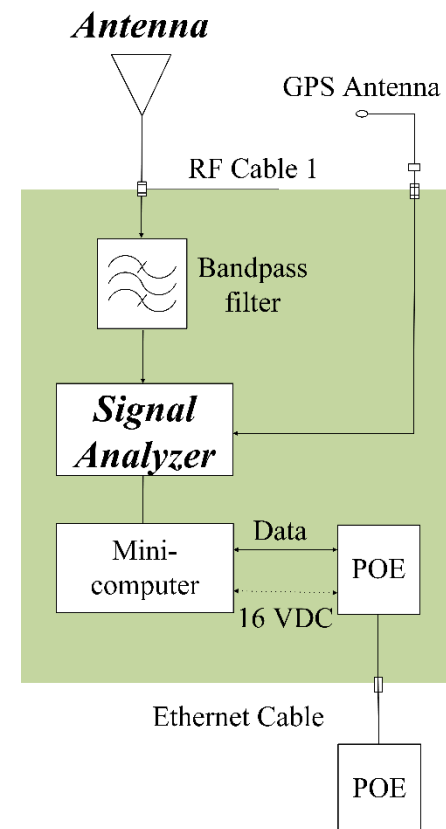 Antenna
GPS Antenna
RF Cable 1
Bandpass
filter
Signal
Analyzer
Data
Mini-
computer
POE
16 VDC
Ethernet Cable
POE